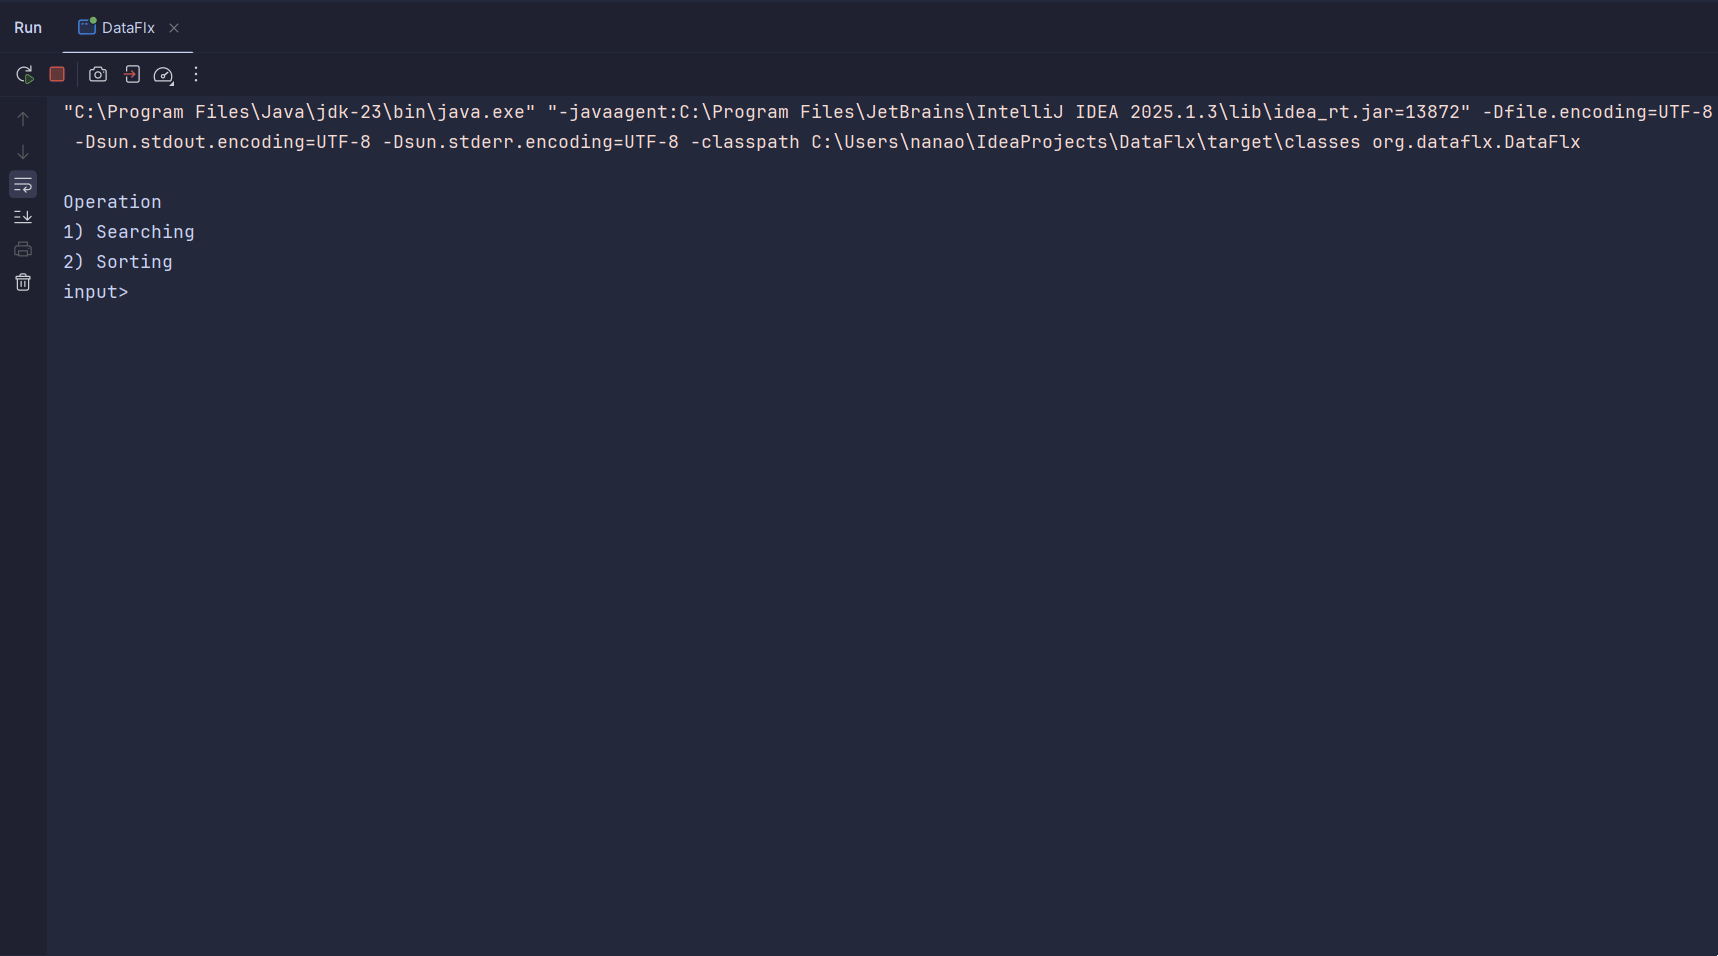 Run DataFlx
"C:\Program Files\Java\jdk-23\bin\java.exe" "-javaagent:C:\Program Files\JetBrains\IntelliJ IDEA 2025.1.3\lib\idea_rt.jar=13872" -Dfile.encoding=UTF-8
-Dsun.stdout.encoding=UTF-8 -Dsun.stderr.encoding=UTF-8 -classpath C:\Users\nanao\IdeaProjects\DataFlx\target\classes org.dataflx.DataFlx
Operation
1) Searching
2) Sorting
input>